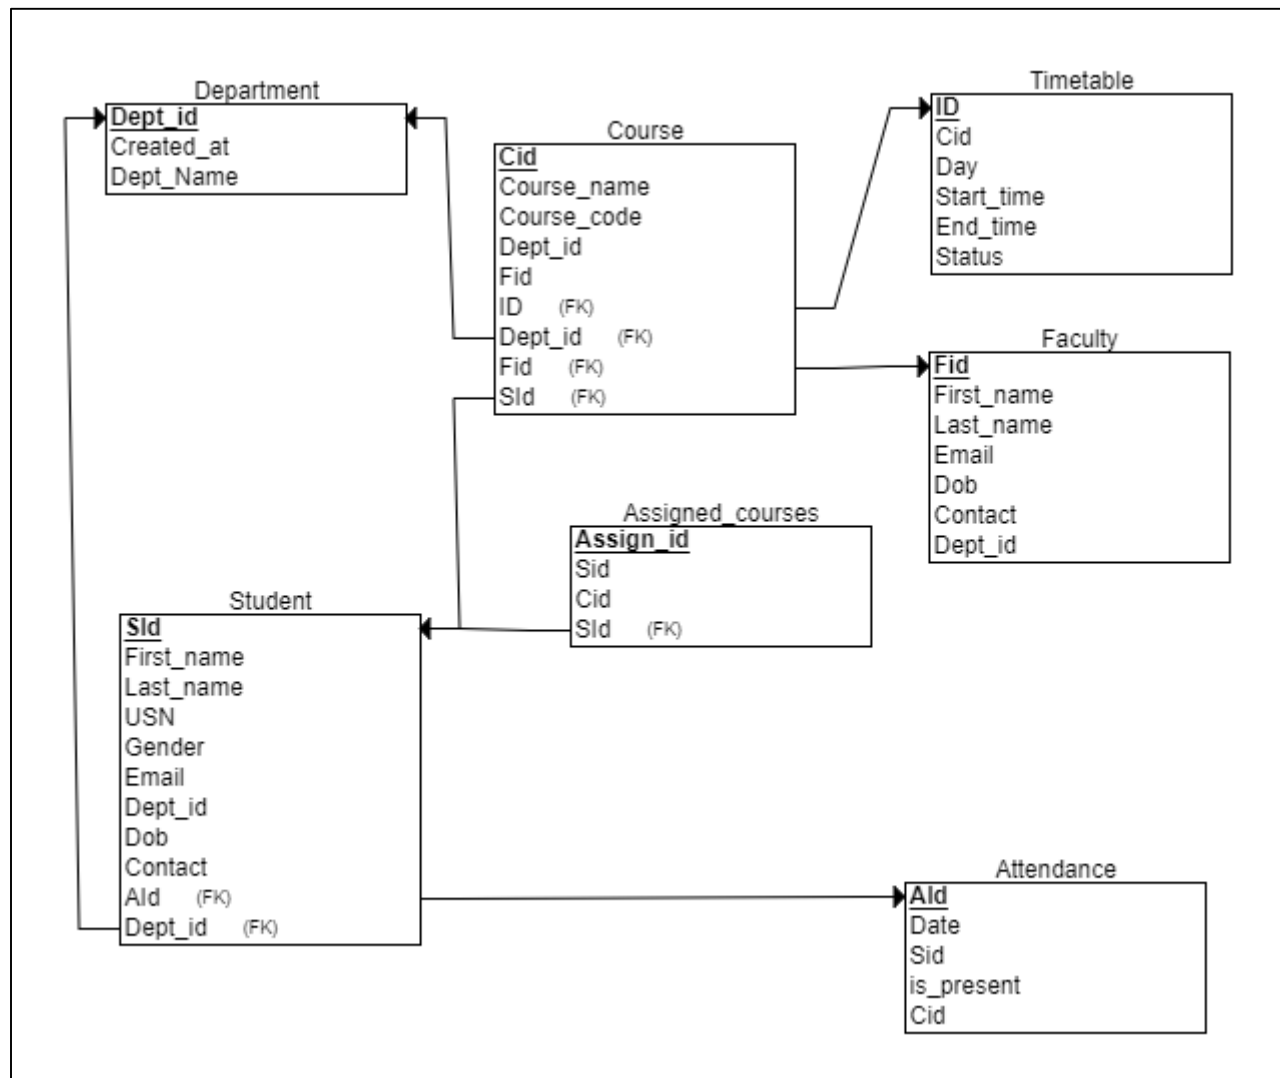 Department
Dept_id
Created_at
Dept_Name
Course
Cid
Course_name
Course_code
Dept_id
Fid
ID (FK)
Dept_id (FK)
Fid (FK)
SId (FK)
Timetable
ID
Cid
Day
Start_time
End_time
Status
Faculty
Fid
First_name
Last_name
Email
Dob
Contact
Dept_id
Assigned_courses
Assign_id
Sid
Cid
SId (FK)
Student
SId
First_name
Last_name
USN
Gender
Email
Dept_id
Dob
Contact
AId (FK)
Dept_id (FK)
Attendance
AId
Date
Sid
is_present
Cid